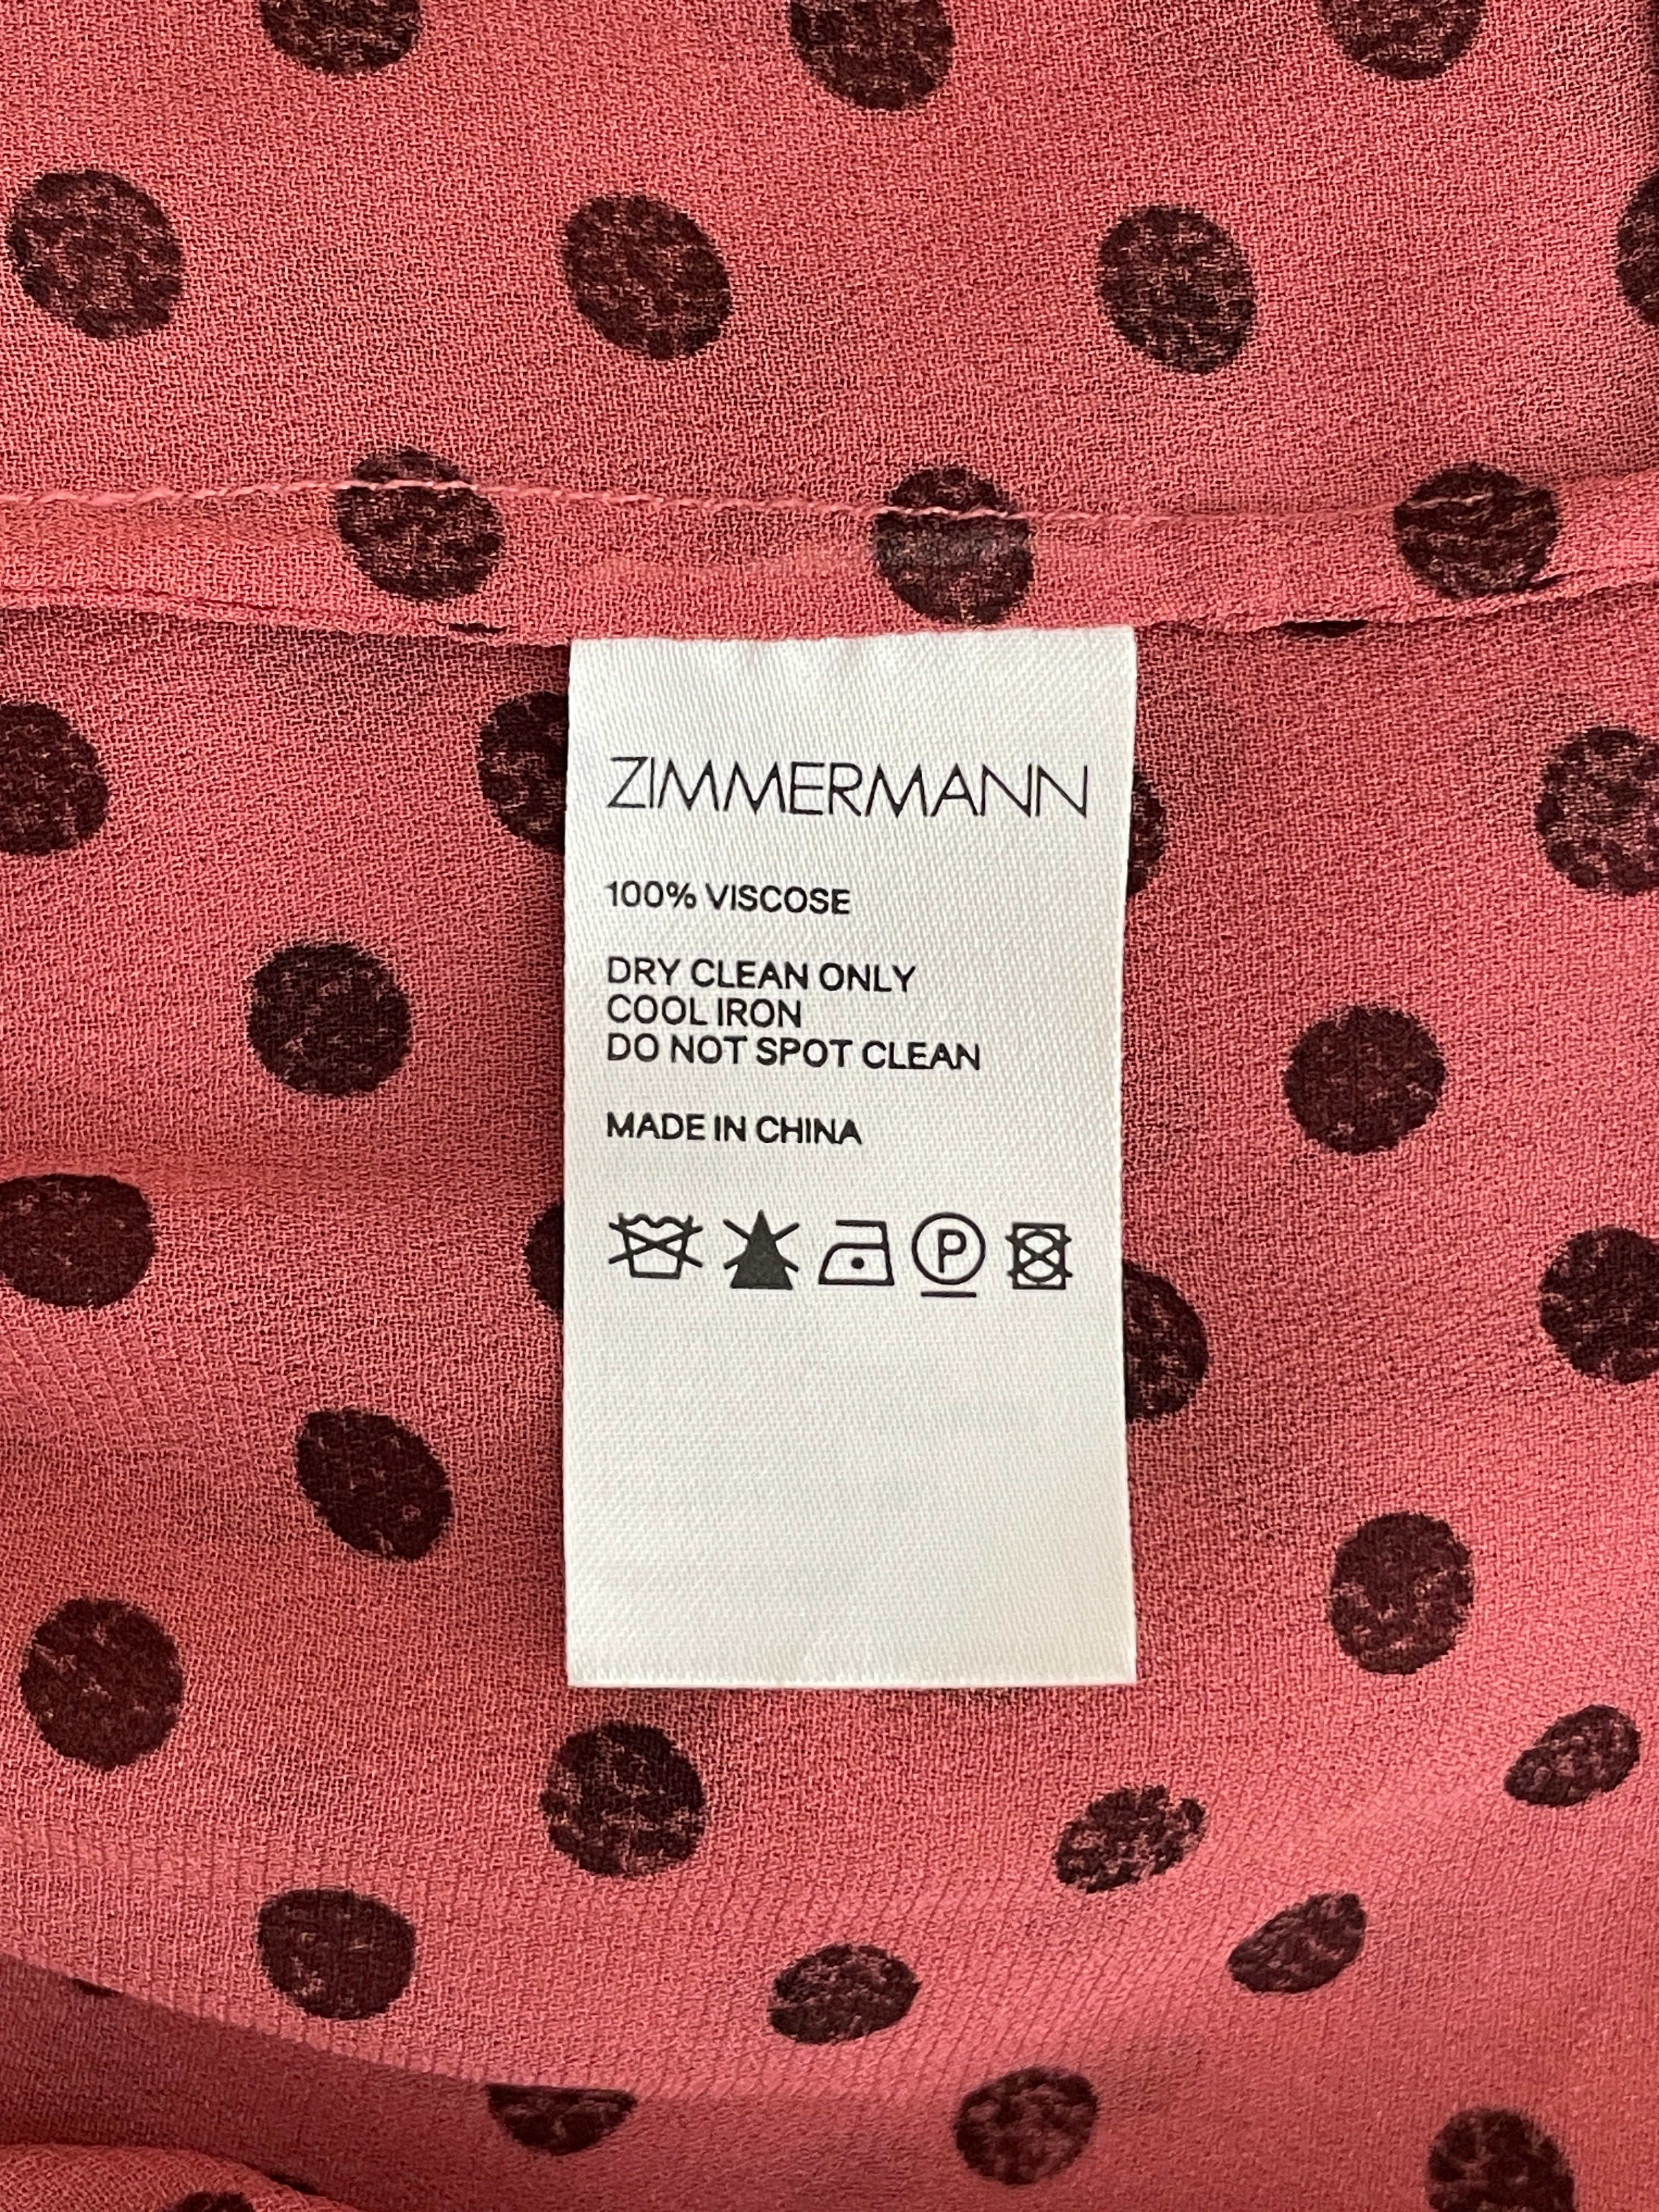 ZIMMERMANN
100% VISCOSE
DRY CLEAN ONLY
COOL IRON
DO NOT SPOT CLEAN
MADE IN CHINA
P